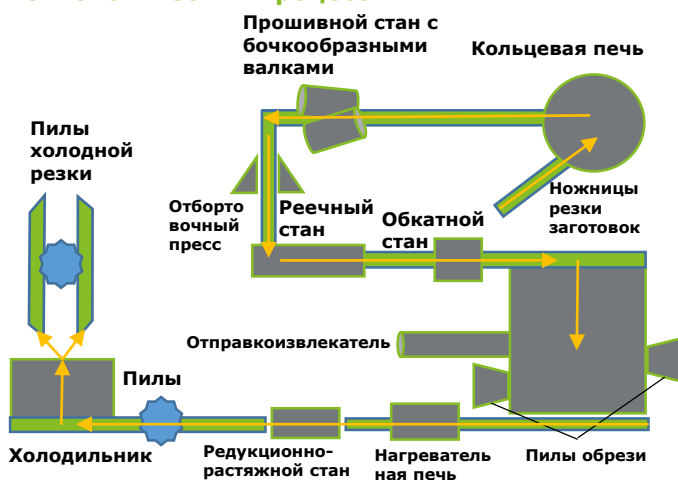 Прошивной стан с
бочкообразными
валками
Кольцевая печь
Пилы
холодной
резки
Отборто
вочный
пресс
Реечный
стан
Обкатной
стан
Ножницы
резки
заготовок
Отправкоизвлекатель
Пилы
Холодильник
Редукционно-
растяжной стан
Нагреватель
ная печь
Пилы обрези